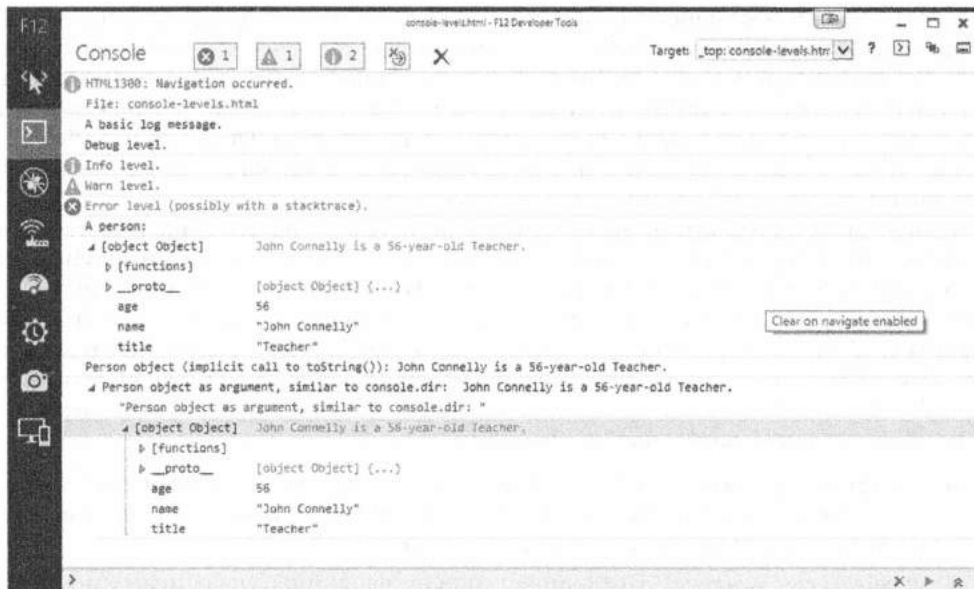 console-levels.html - F12 Developer Tools
F12
Console 1 1 2
Target: _top: console-levels.htm ?
HTML1300: Navigation occurred.
File: console-levels.html
A basic log message.
Debug level.
Info level.
Warn level.
Error level (possibly with a stacktrace).
A person:
[object Object] John Connelly is a 56-year-old Teacher.
[functions]
__proto__ [object Object] {...}
age 56
name "John Connelly"
Clear on navigate enabled
title "Teacher"
Person object (implicit call to toString()): John Connelly is a 56-year-old Teacher.
Person object as argument, similar to console.dir: John Connelly is a 56-year-old Teacher.
"Person object as argument, similar to console.dir: "
[object Object] John Connelly is a 56-year-old Teacher.
[functions]
__proto__ [object Object] {...}
age 56
name "John Connelly"
title "Teacher"